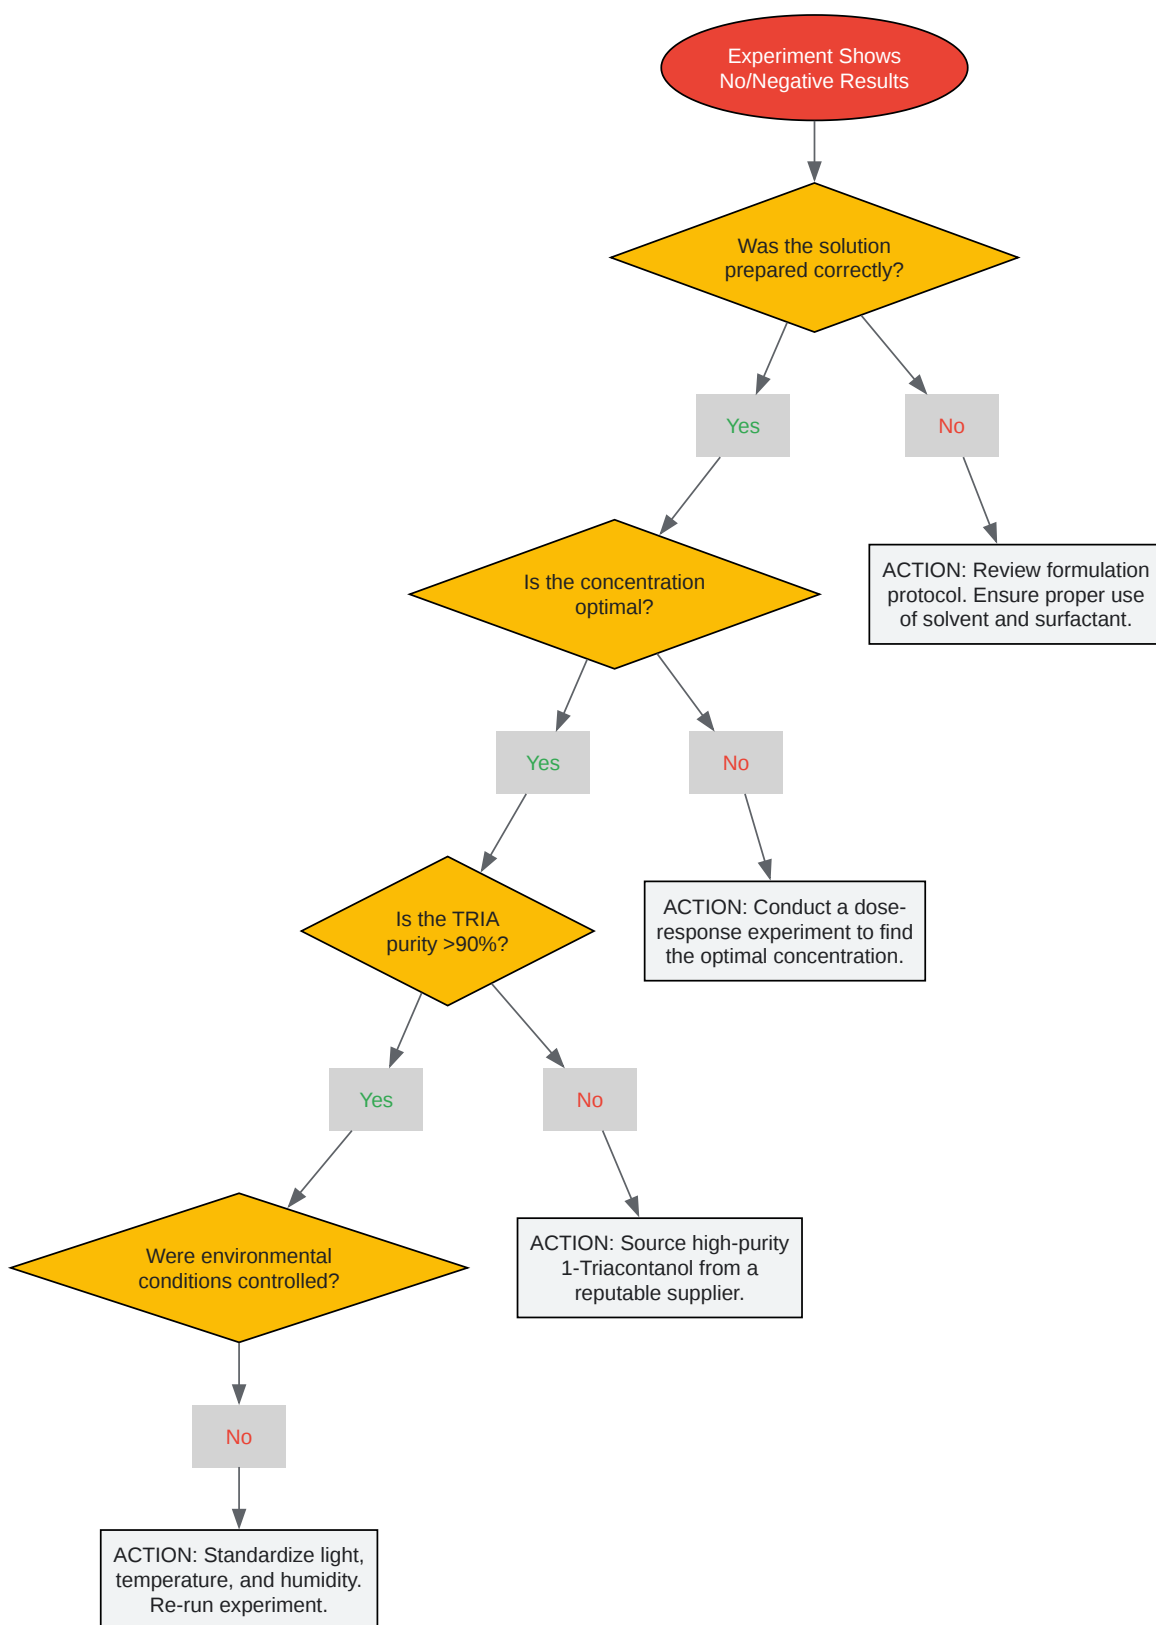 Experiment Shows
No/Negative Results
Was the solution
prepared correctly?
Yes
No
Is the concentration
optimal?
ACTION: Review formulation
protocol. Ensure proper use
of solvent and surfactant.
Yes
No
Is the TRIA
purity >90%?
ACTION: Conduct a dose-
response experiment to find
the optimal concentration.
Yes
No
Were environmental
conditions controlled?
ACTION: Source high-purity
1-Triacontanol from a
reputable supplier.
No
ACTION: Standardize light,
temperature, and humidity.
Re-run experiment.